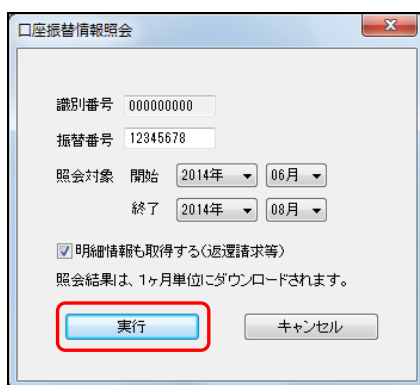 口座振替情報照会
識別番号 000000000
振替番号 12345678
照会対象 開始 2014年 06月
終了 2014年 08月
明細情報も取得する(返還請求等)
照会結果は、1ヶ月単位にダウンロードされます。
実行 キャンセル